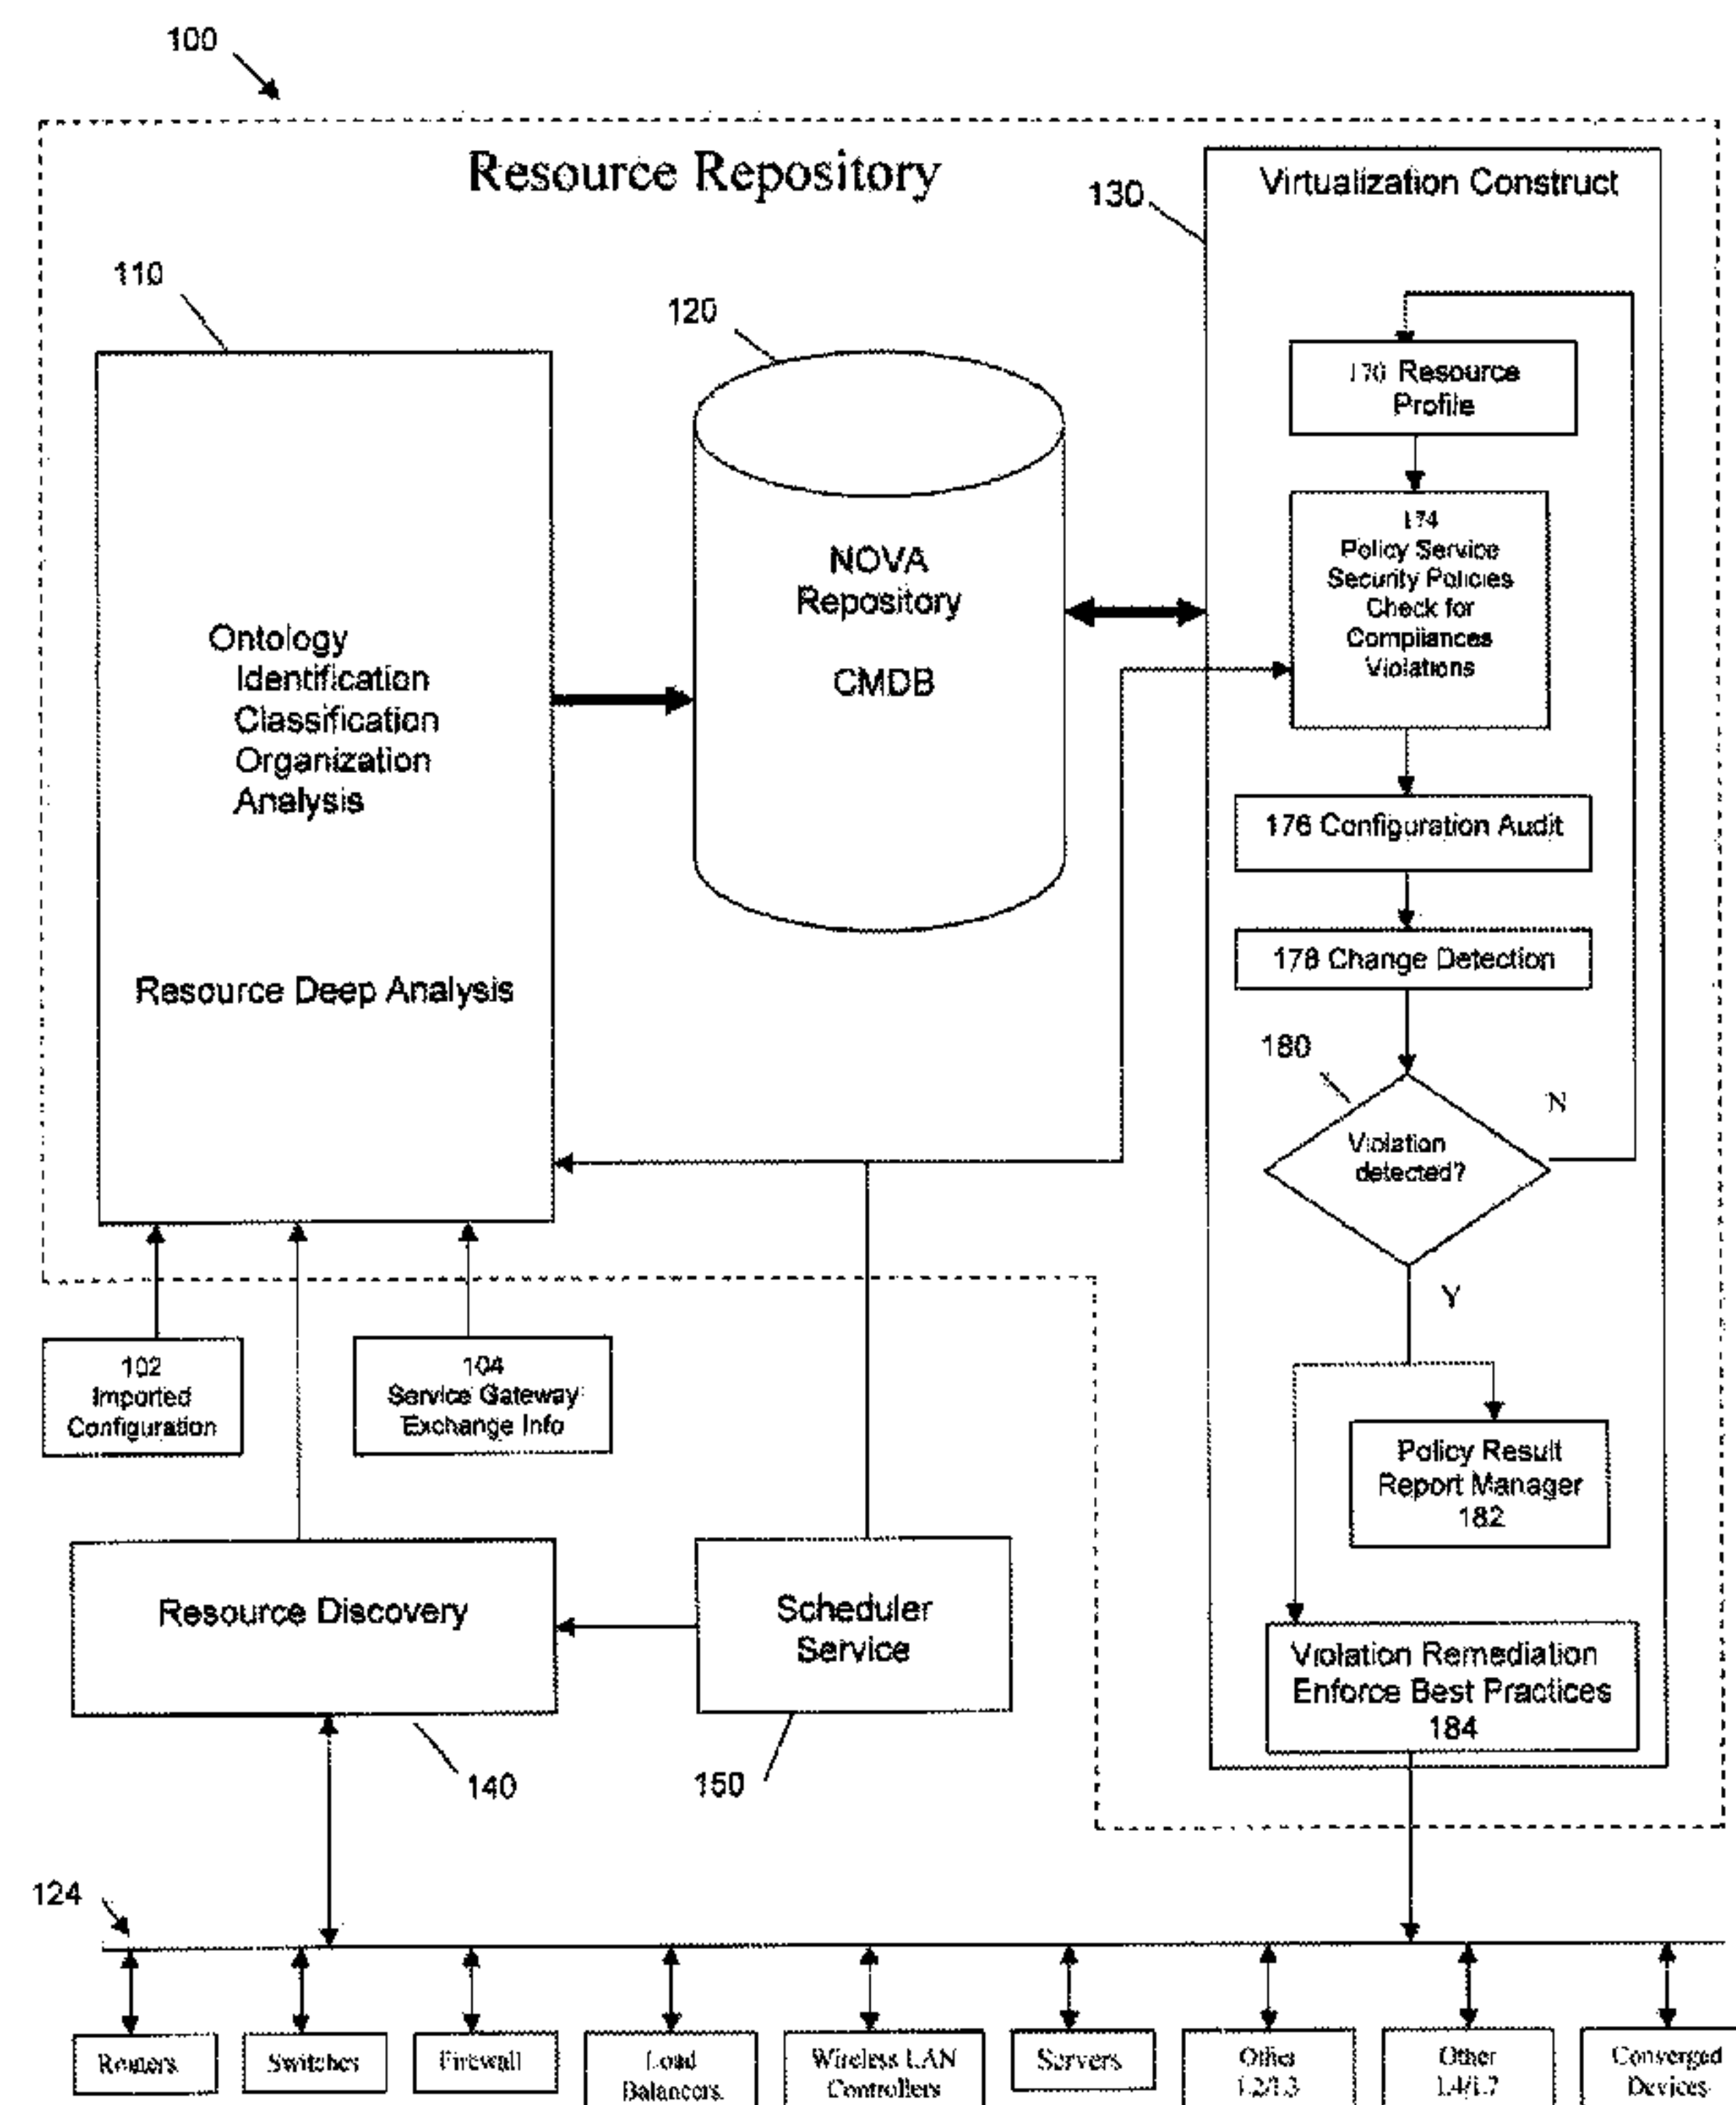 100
Resource Repository
Virtualization Construct
130
110
120
170 Resource
Profile
174
Policy Service
Security Policies
Check for
Compliances
Violations
NOVA
Repository
CMDB
Ontology
Identification
Classification
Organization
Analysis
176 Configuration Audit
178 Change Detection
Resource Deep Analysis
180
N
Violation
detected?
Y
102
Imported
Configuration
104
Service Gateway
Exchange Info
Policy Result
Report Manager
182
Resource Discovery
Scheduler
Service
Violation Remediation
Enforce Best Practices
184
140
150
124
Routers
Switches
Firewall
Load
Balancers
Wireless LAN
Controllers
Servers
Other
L2/L3
Other
L4/L7
Converged
Devices